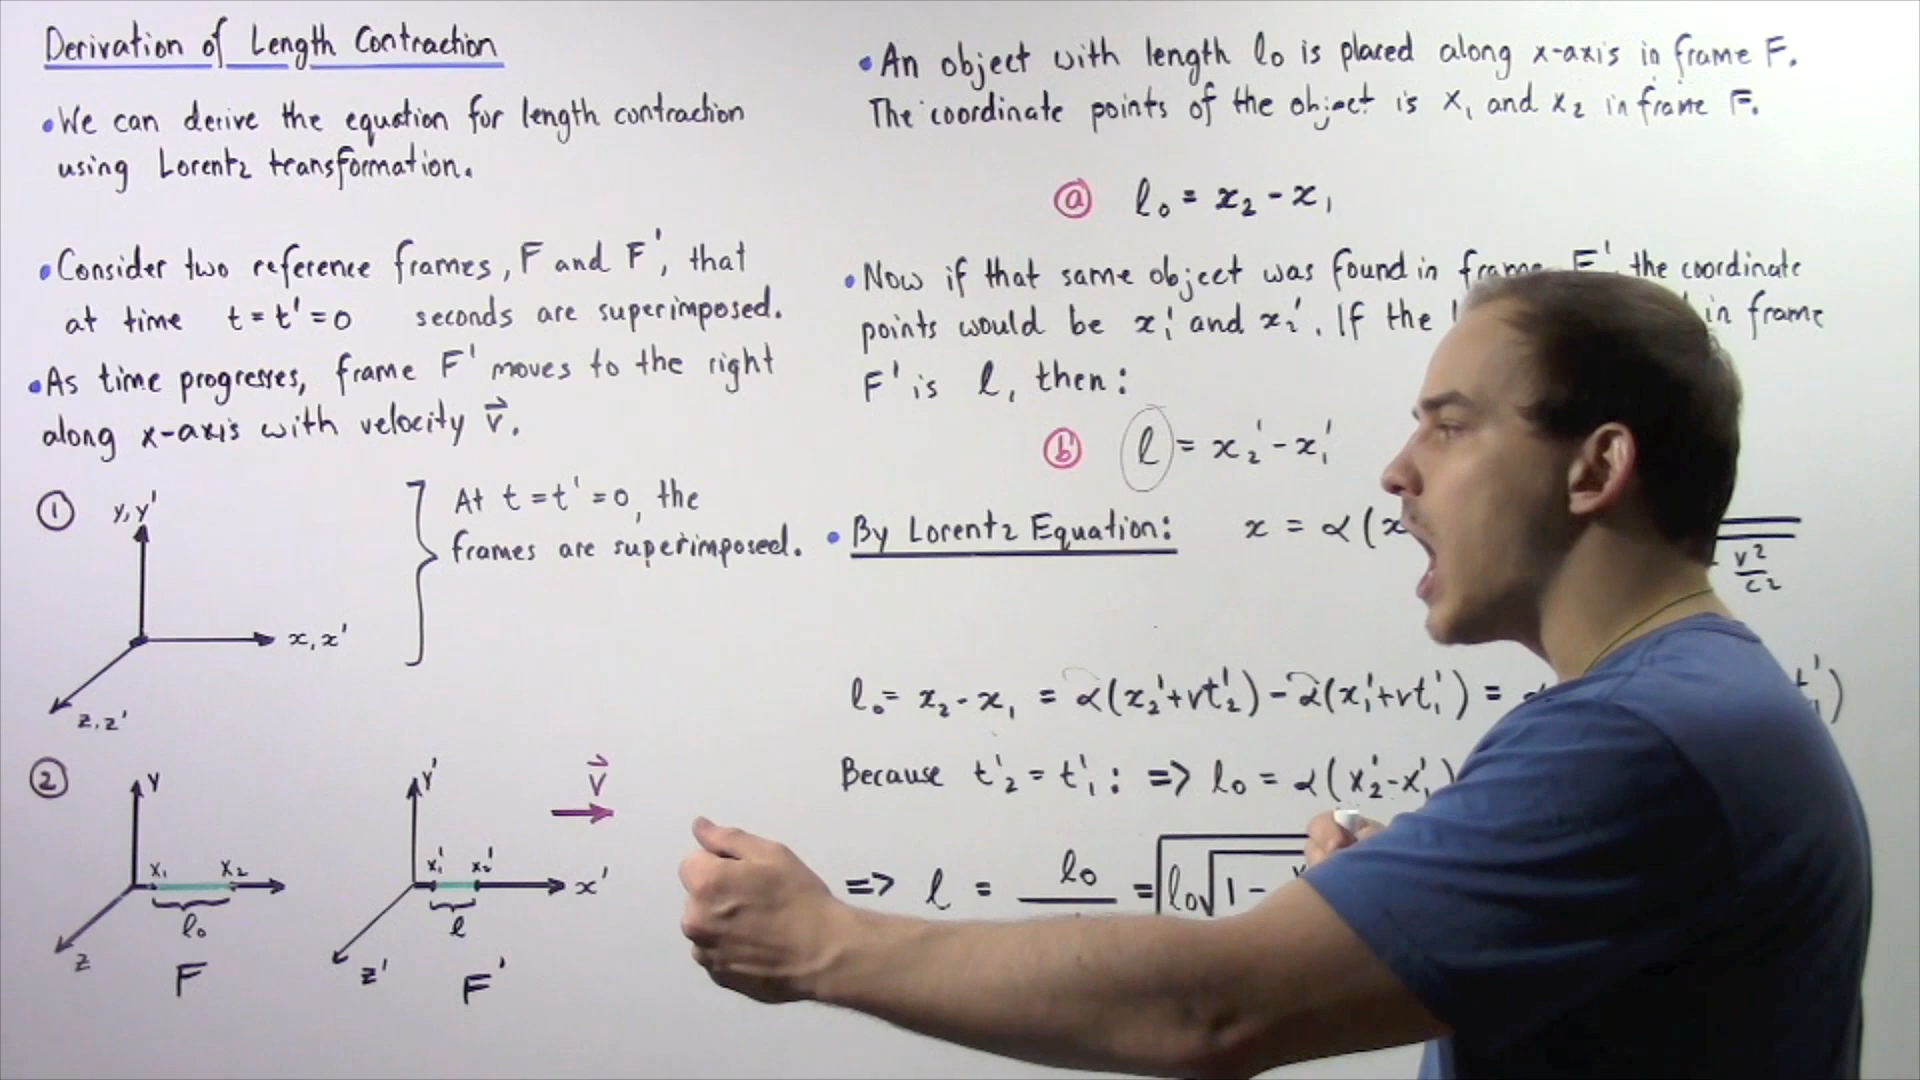 Derivation of Length Contraction
•We can derive the equation for length contraction
using Lorentz transformation.
•Consider two reference frames, F and F', that
at time t = t' = 0 seconds are superimposed.
•As time progresses, frame F' moves to the right
along x-axis with velocity v⃗.
① y, y'
At t = t' = 0, the
frames are superimposed.
x, x'
z, z'
② y
x₁ x₂
l₀
z
F
y'
x₁' x₂'
x'
l
z'
F'
v⃗
•An object with length l₀ is placed along x-axis in frame F.
The coordinate points of the object is x₁ and x₂ in frame F.
ⓐ l₀ = x₂ - x₁
•Now if that same object was found in frame F' the coordinate
points would be x₁' and x₂'. If the in frame
F' is l, then:
ⓑ l = x₂' - x₁'
•By Lorentz Equation: x = α(x
v²/c²
l₀ = x₂ - x₁ = α(x₂' + vt₂') - α(x₁' + vt₁') =
Because t₂' = t₁': => l₀ = α(x₂' - x₁')
=> l = l₀ = l₀√1 -